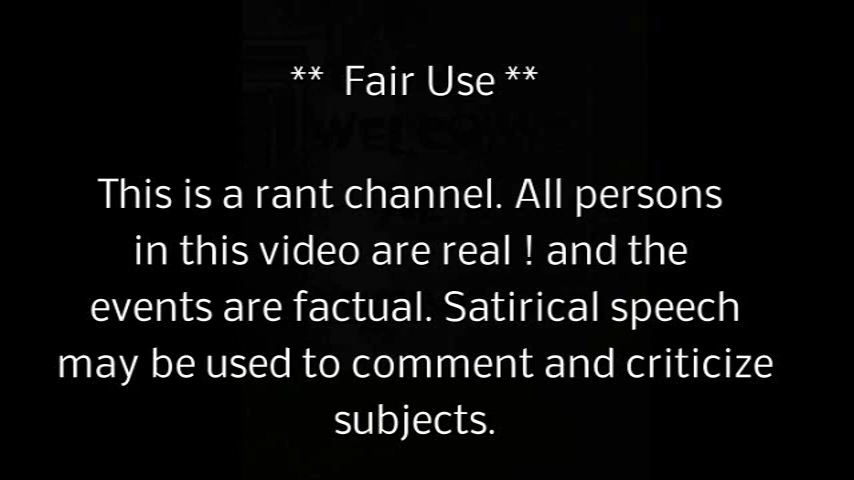 ** Fair Use **
This is a rant channel. All persons
in this video are real ! and the
events are factual. Satirical speech
may be used to comment and criticize
subjects.
WELCOME